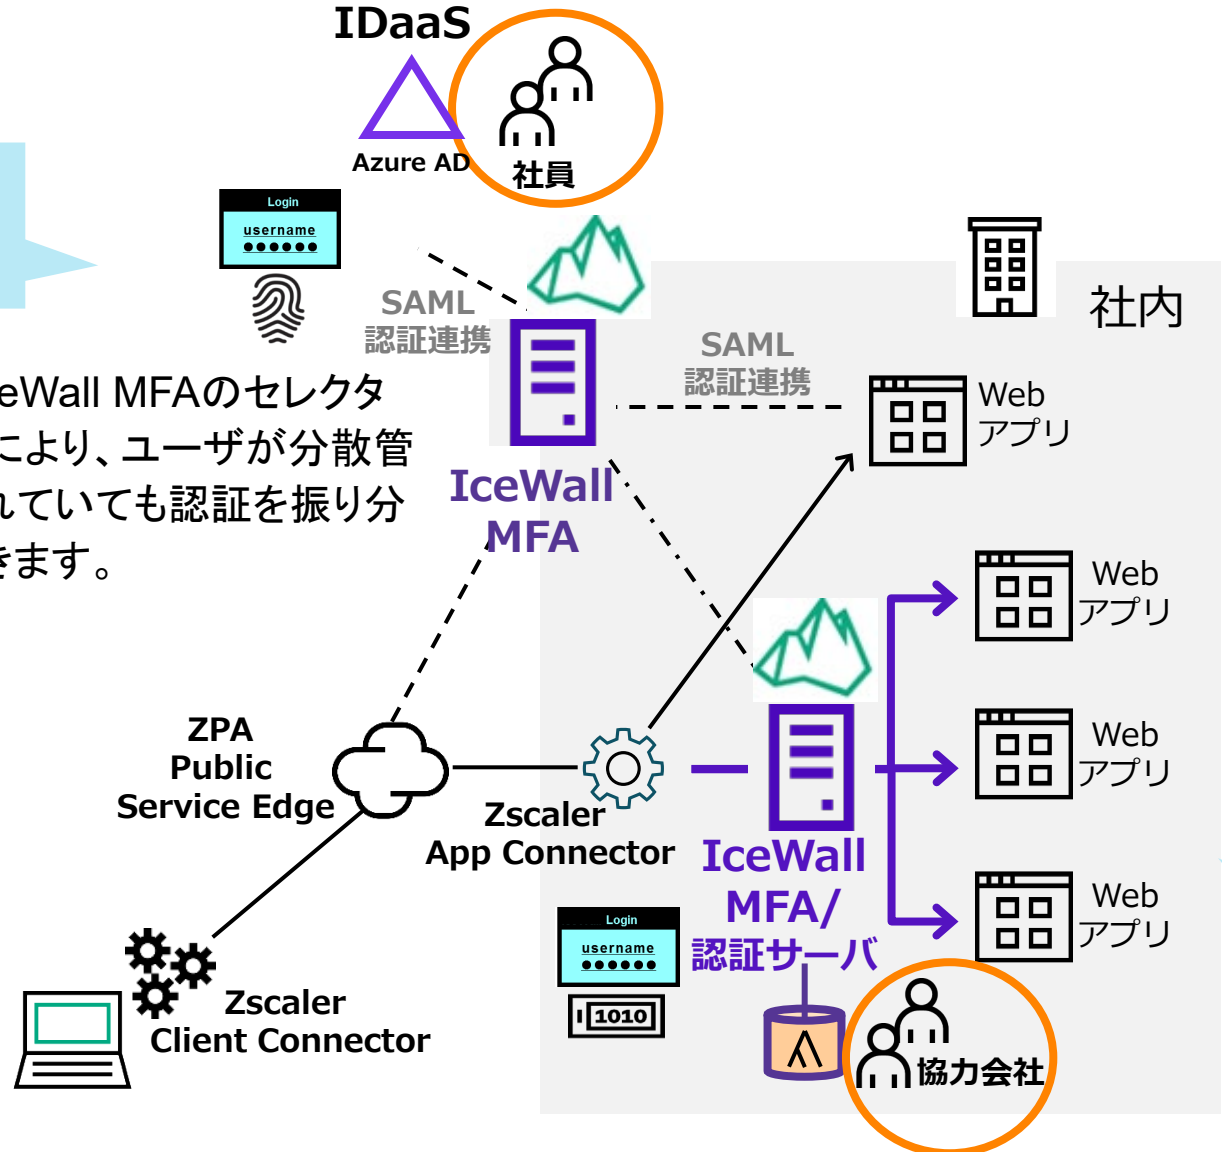 IDaaS
Azure AD
社員
Login
username
SAML
認証連携
社内
SAML
認証連携
Web
アプリ
eWall MFAのセレクタ
により、ユーザが分散管
れていても認証を振り分
きます。
IceWall
MFA
Web
アプリ
ZPA
Public
Service Edge
Web
アプリ
Zscaler
App Connector
IceWall
MFA/
認証サーバ
Web
アプリ
Login
username
1010
Zscaler
Client Connector
協力会社